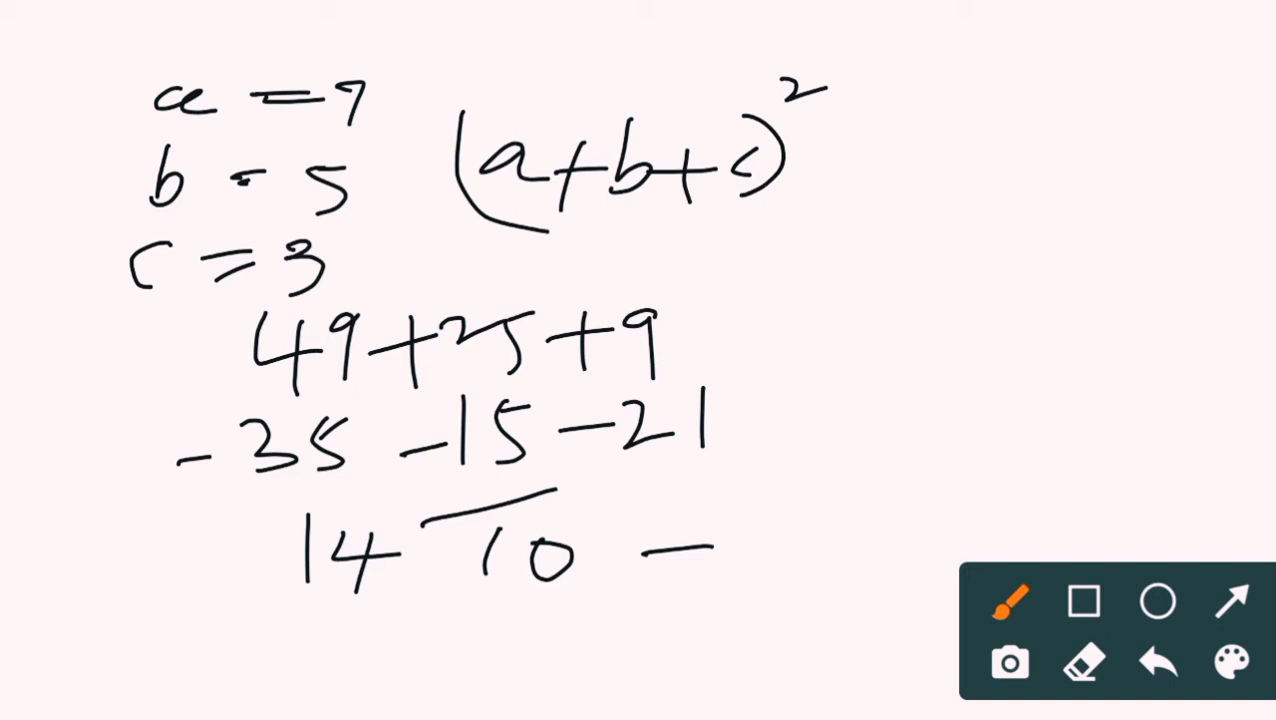 a = 7
b = 5
c = 3
(a+b+c)²
49+25+9
-35 -15 -21
14 10 -